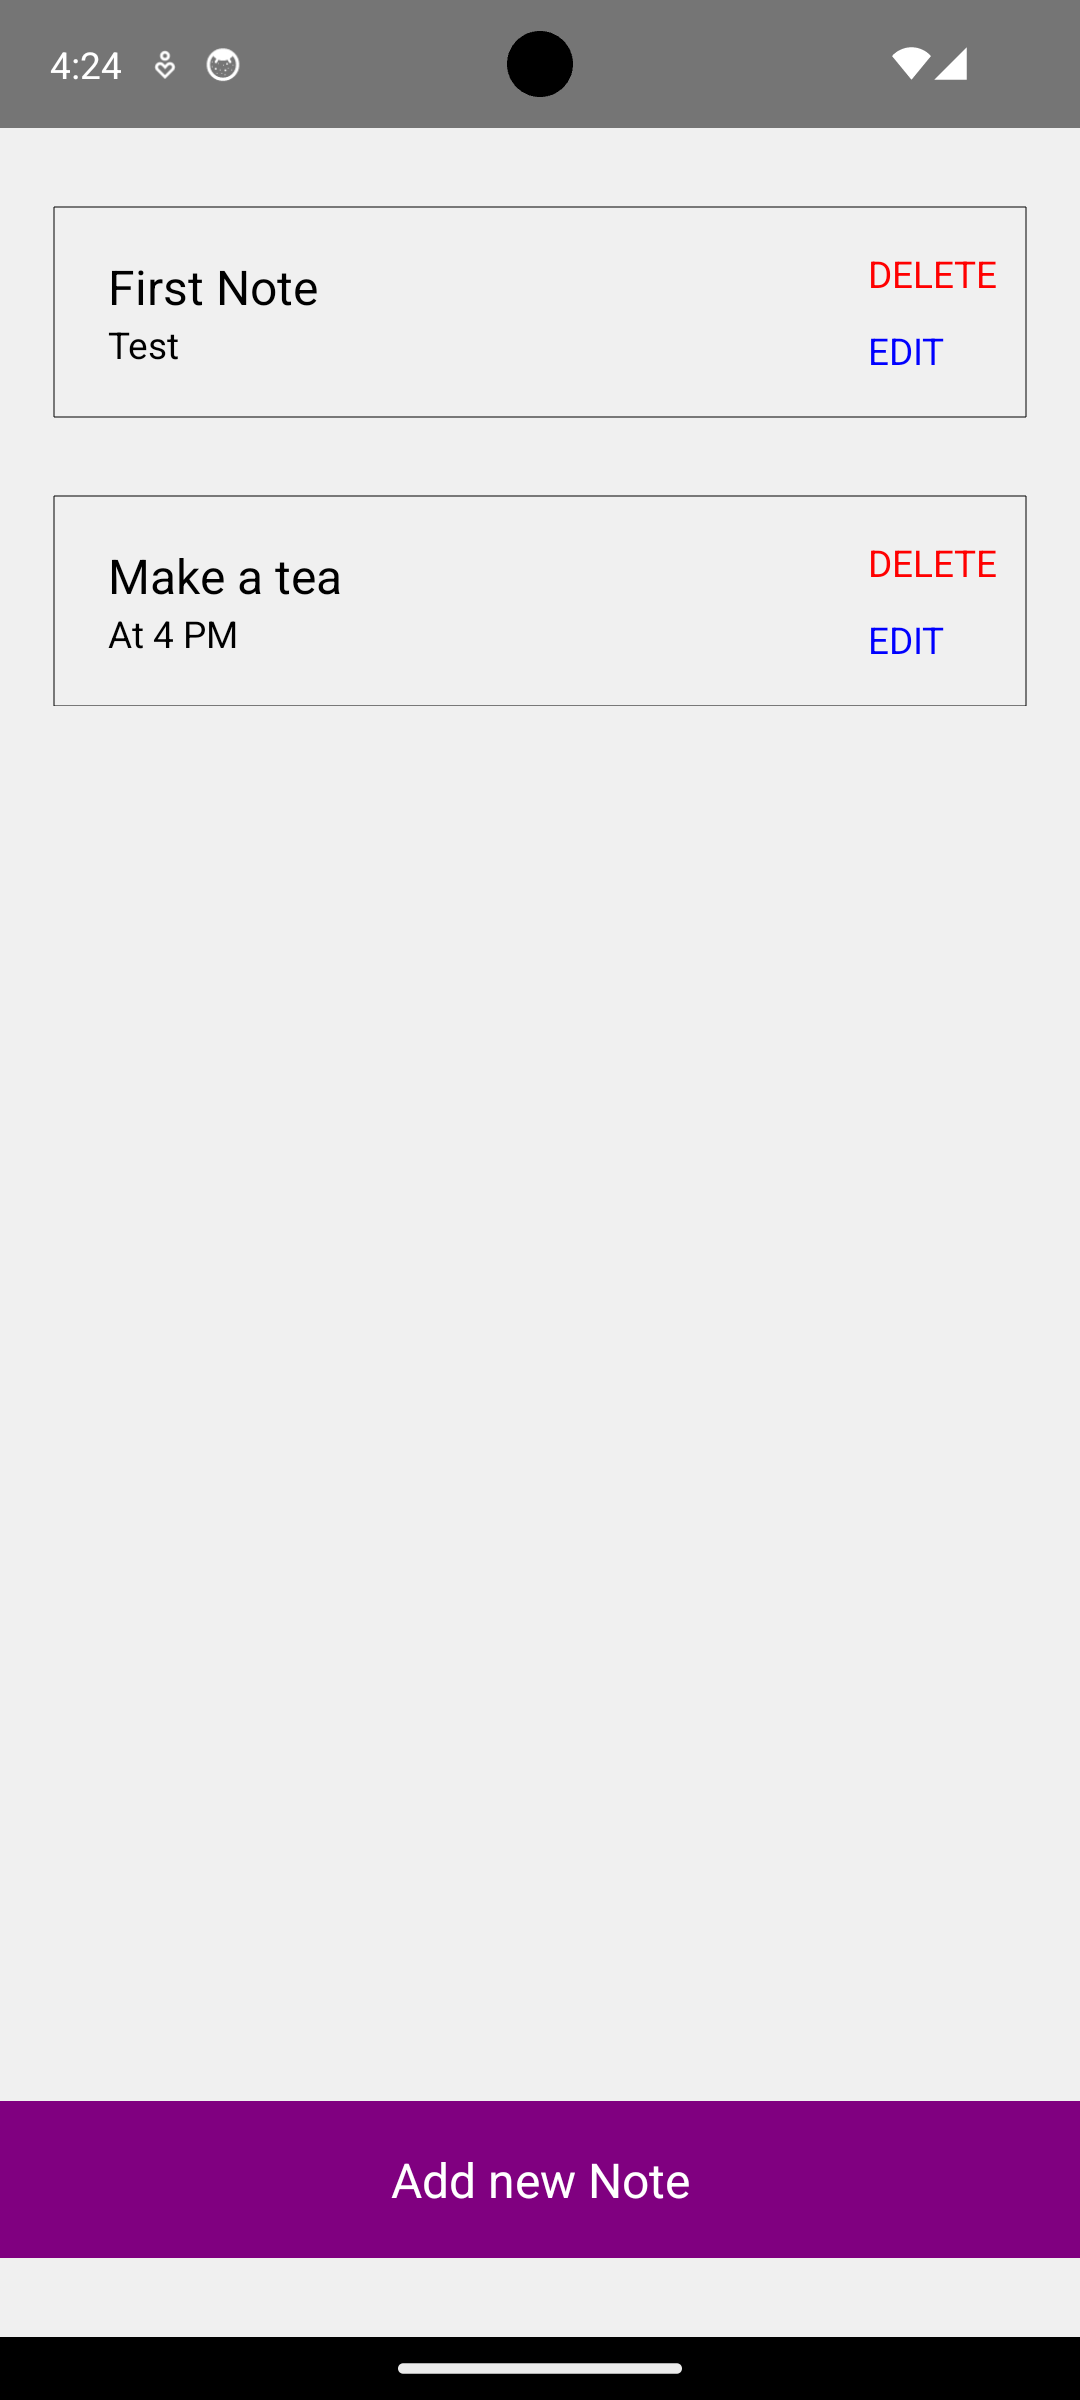 4:24
First Note
Test
DELETE
EDIT
Make a tea
At 4 PM
DELETE
EDIT
Add new Note